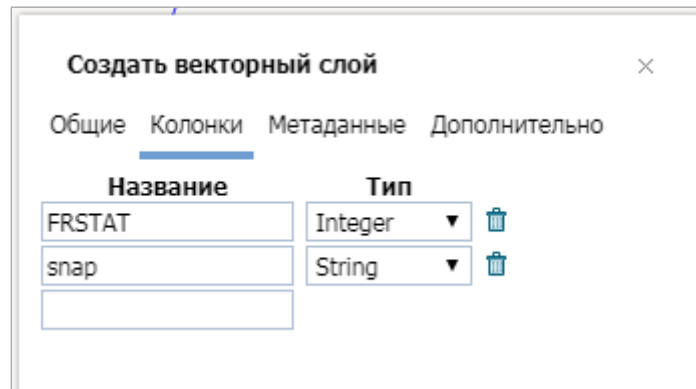 Создать векторный слой
Общие Колонки Метаданные Дополнительно
Название Тип
FRSTAT Integer
snap String